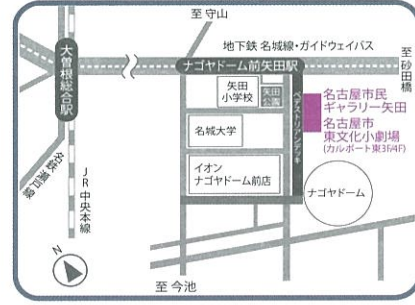 至 守山
地下鉄 名城線・ガイドウェイバス
至 砂田橋
大曽根総合駅
ナゴヤドーム前矢田駅
矢田
小学校
矢田
公園
ペデストリアンデッキ
名古屋市民
ギャラリー矢田
名古屋市
東文化小劇場
(カルポート東3F/4F)
名城大学
イオン
ナゴヤドーム前店
ナゴヤドーム
名鉄 瀬戸線
JR中央本線
N
至 今池